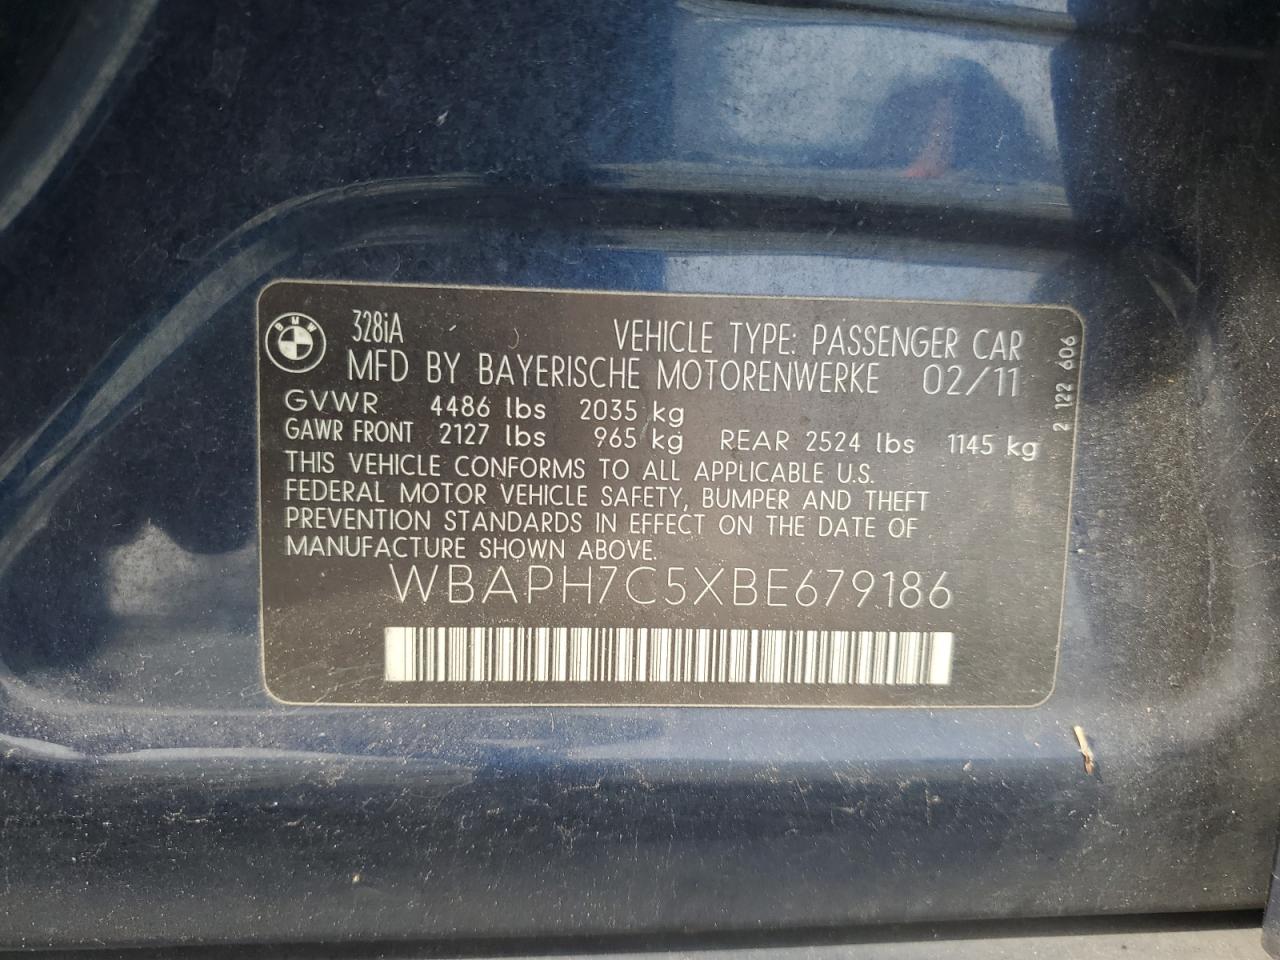 BMW
328iA VEHICLE TYPE: PASSENGER CAR
MFD BY BAYERISCHE MOTORENWERKE 02/11
GVWR 4486 lbs 2035 kg
GAWR FRONT 2127 lbs 965 kg REAR 2524 lbs 1145 kg
THIS VEHICLE CONFORMS TO ALL APPLICABLE U.S.
FEDERAL MOTOR VEHICLE SAFETY, BUMPER AND THEFT
PREVENTION STANDARDS IN EFFECT ON THE DATE OF
MANUFACTURE SHOWN ABOVE.
WBAPH7C5XBE679186
2 122 606